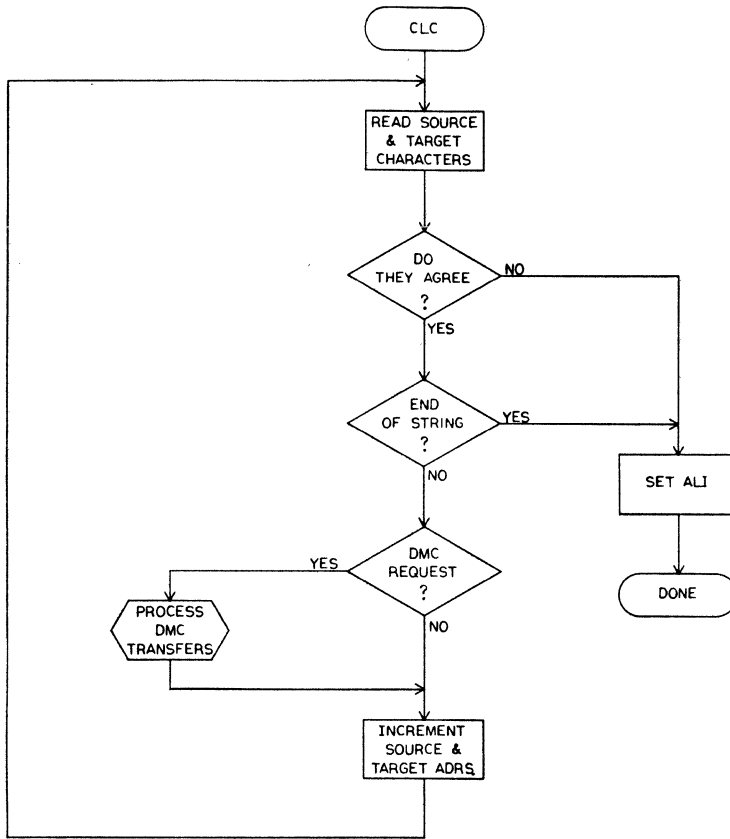 CLC
READ SOURCE
& TARGET
CHARACTERS
DO
THEY AGREE
?
NO
YES
END
OF STRING
?
YES
NO
SET ALI
DMC
REQUEST
?
YES
NO
DONE
PROCESS
DMC
TRANSFERS
INCREMENT
SOURCE &
TARGET ADRS.